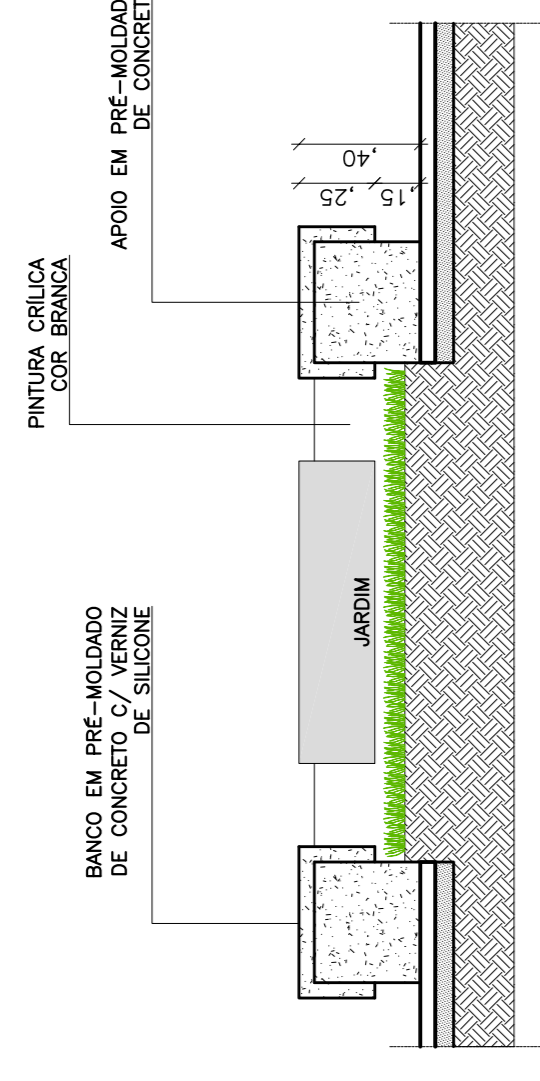 BANCO EM PRÉ-MOLDADO
DE CONCRETO C/ VERNIZ
DE SILICONE
PINTURA CRÍLICA
COR BRANCA
APOIO EM PRÉ-MOLDAD
DE CONCRET
JARDIM
,40
,25
,15